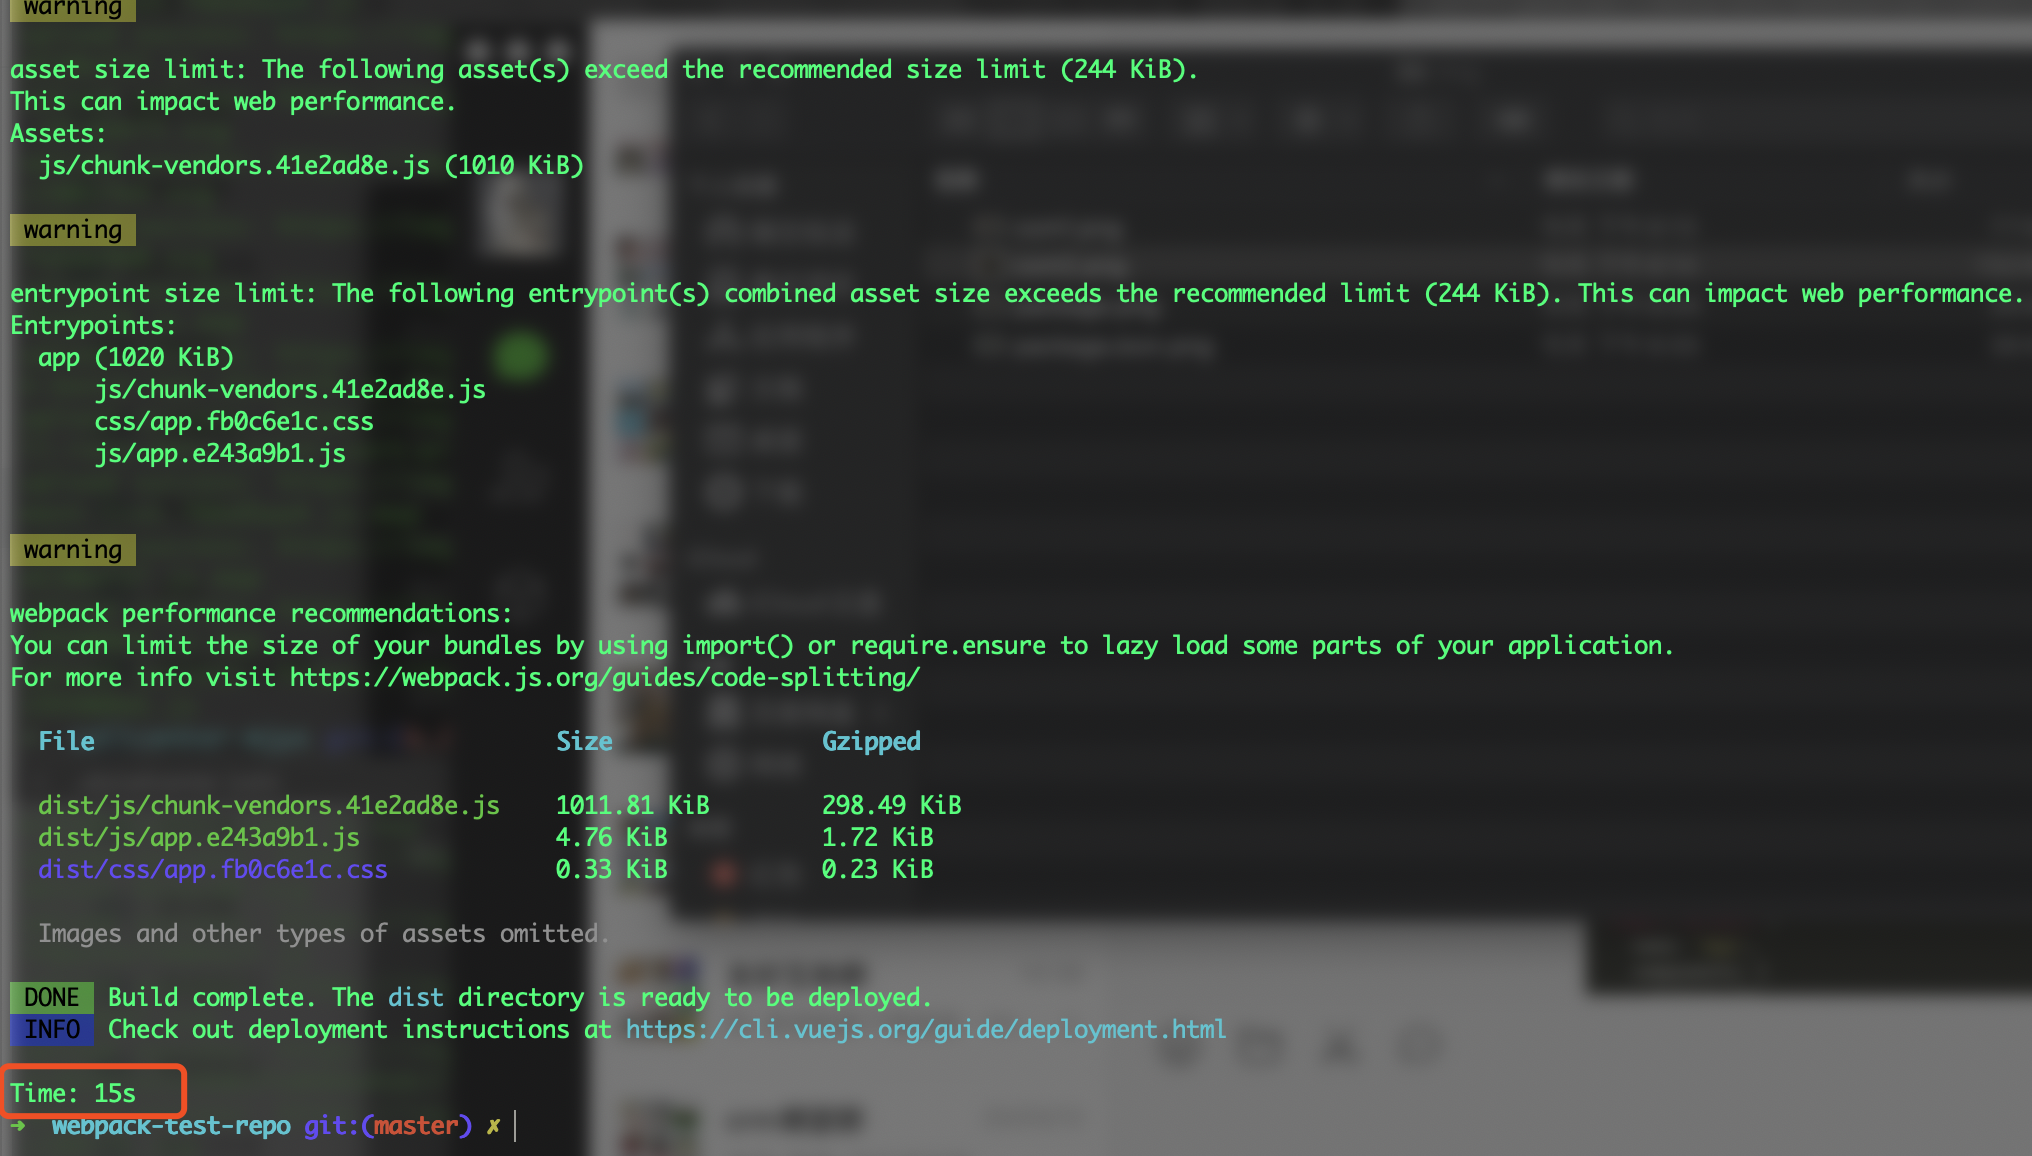 warning
asset size limit: The following asset(s) exceed the recommended size limit (244 KiB).
This can impact web performance.
Assets:
  js/chunk-vendors.41e2ad8e.js (1010 KiB)
warning
entrypoint size limit: The following entrypoint(s) combined asset size exceeds the recommended limit (244 KiB). This can impact web performance.
Entrypoints:
  app (1020 KiB)
      js/chunk-vendors.41e2ad8e.js
      css/app.fb0c6e1c.css
      js/app.e243a9b1.js
warning
webpack performance recommendations:
You can limit the size of your bundles by using import() or require.ensure to lazy load some parts of your application.
For more info visit https://webpack.js.org/guides/code-splitting/
  File                                 Size               Gzipped
  dist/js/chunk-vendors.41e2ad8e.js    1011.81 KiB        298.49 KiB
  dist/js/app.e243a9b1.js              4.76 KiB           1.72 KiB
  dist/css/app.fb0c6e1c.css            0.33 KiB           0.23 KiB
  Images and other types of assets omitted.
DONE  Build complete. The dist directory is ready to be deployed.
INFO  Check out deployment instructions at https://cli.vuejs.org/guide/deployment.html
Time: 15s
➜  webpack-test-repo git:(master) ✗